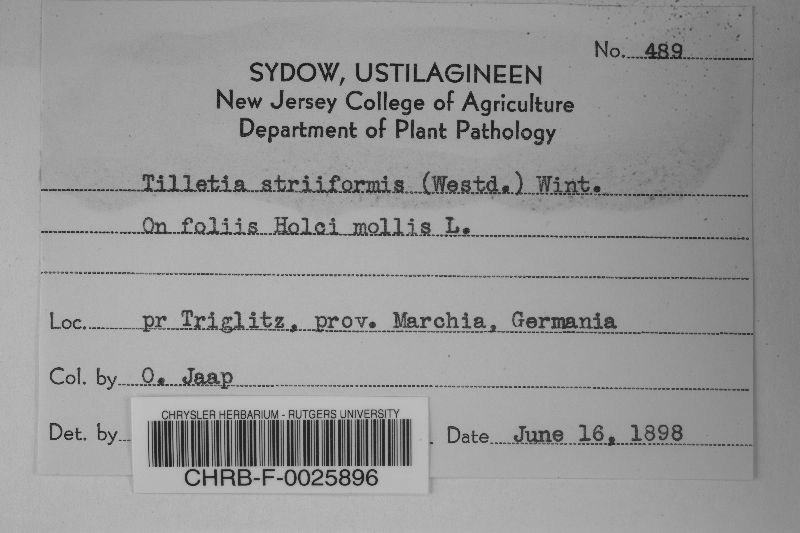 No. 489
SYDOW, USTILAGINEEN
New Jersey College of Agriculture
Department of Plant Pathology
Tilletia striiformis (Westd.) Wint.
On foliis Holci mollis L.
Loc. pr Triglitz, prov. Marchia, Germania
Col. by O. Jaap
Det. by Date June 16, 1898
CHRYSLER HERBARIUM - RUTGERS UNIVERSITY
CHRB-F-0025896